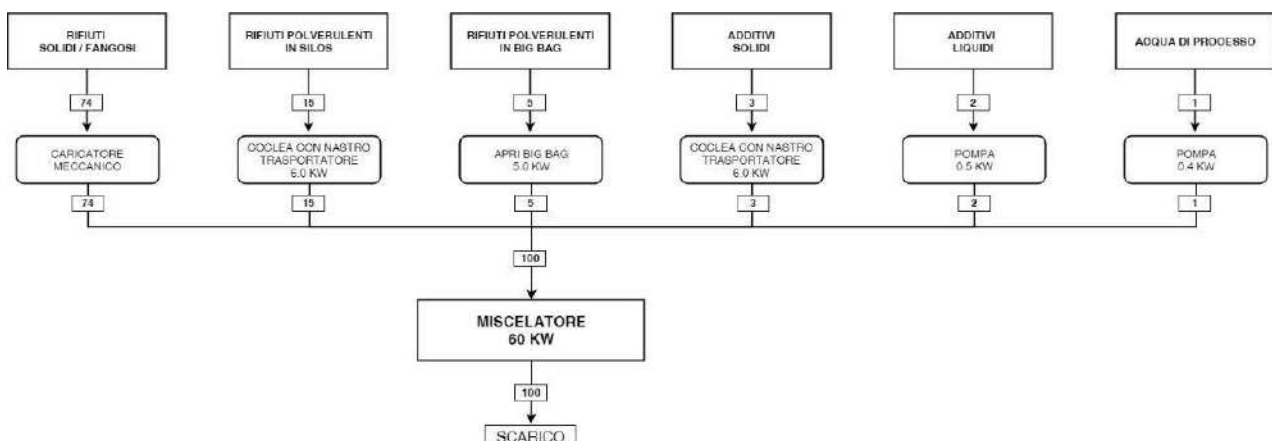 RIFIUTI
SOLIDI / FANGOSI
RIFIUTI POLVERULENTI
IN SILOS
RIFIUTI POLVERULENTI
IN BIG BAG
ADDITIVI
SOLIDI
ADDITIVI
LIQUIDI
ACQUA DI PROCESSO
74
15
5
3
2
1
CARICATORE
MECCANICO
COCLEA CON NASTRO
TRASPORTATORE
6.0 KW
APRI BIG BAG
5.0 KW
COCLEA CON NASTRO
TRASPORTATORE
6.0 KW
POMPA
0.5 KW
POMPA
0.4 KW
74
15
5
3
2
1
100
MISCELATORE
60 KW
100
SCARICO